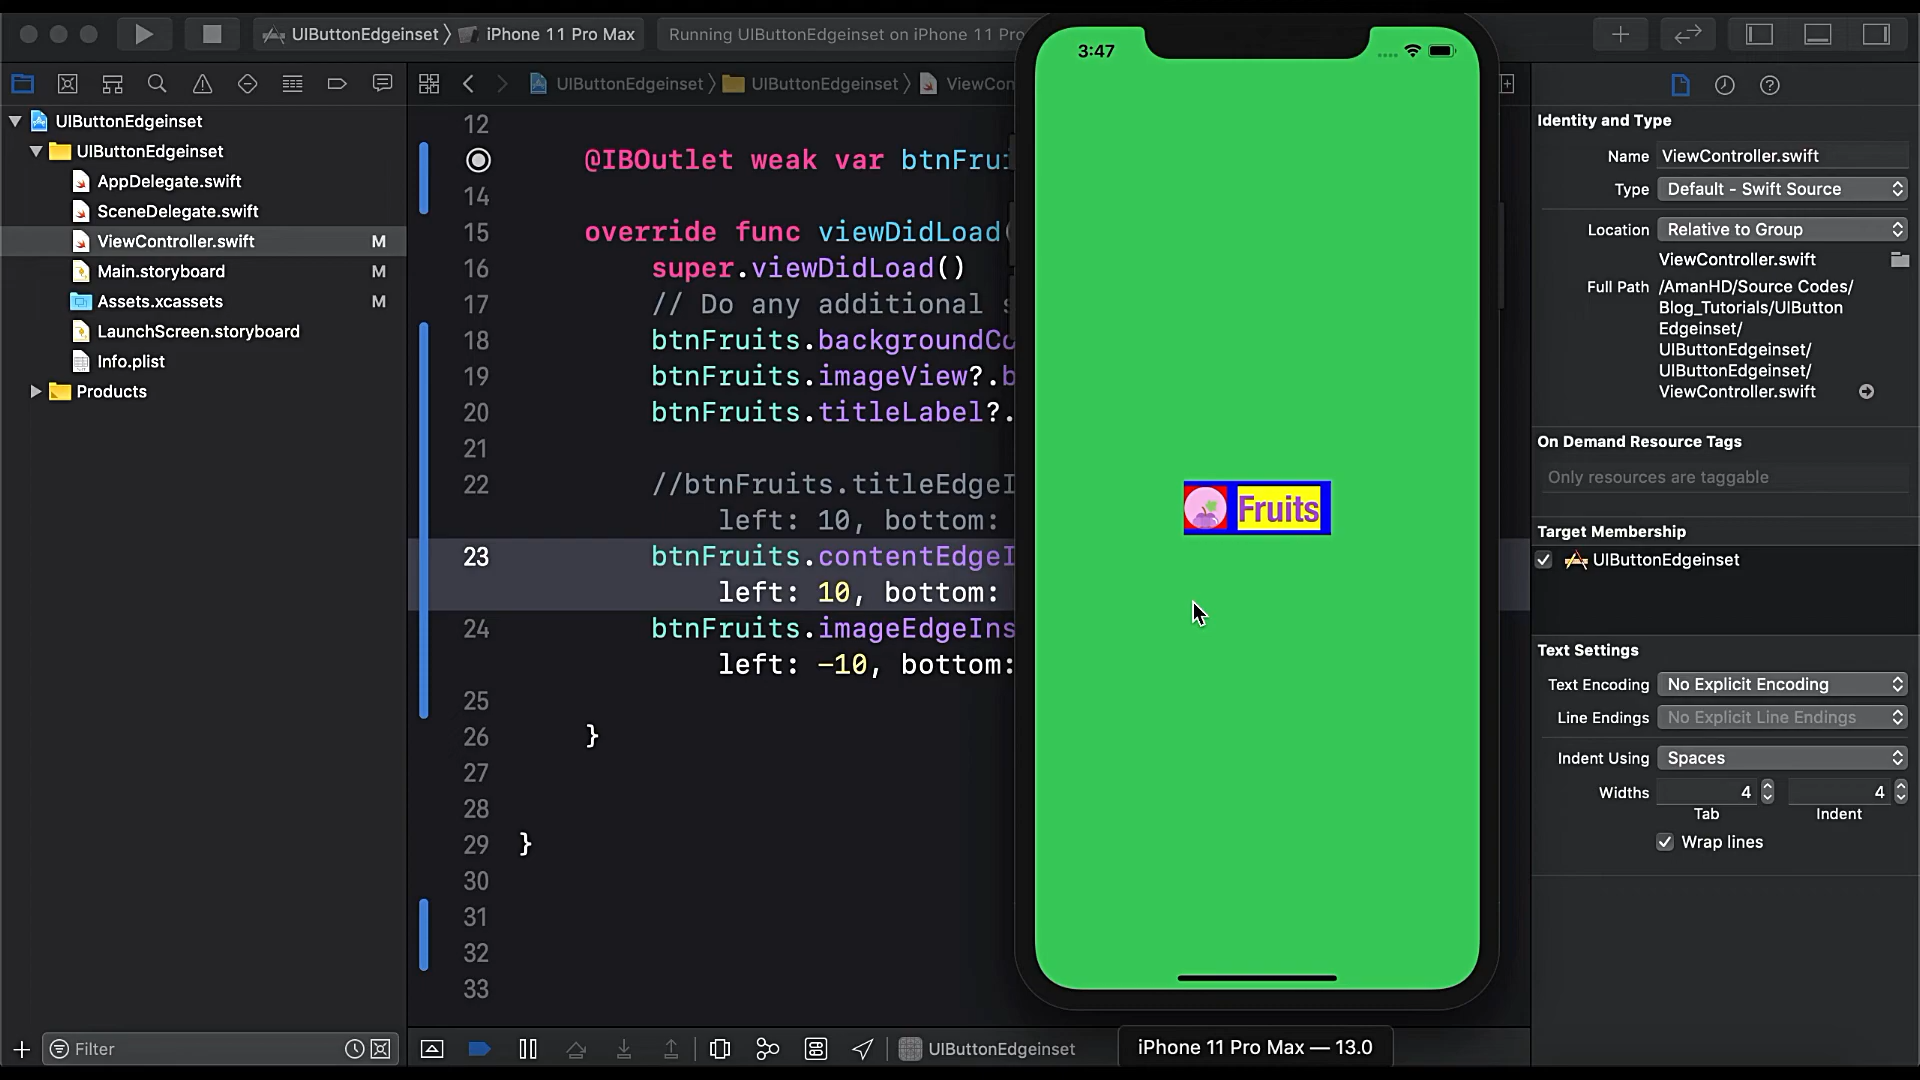 UIButtonEdgeinset 〉 iPhone 11 Pro Max
Running UIButtonEdgeinset on iPhone 11 Pro
UIButtonEdgeinset 〉 UIButtonEdgeinset 〉 ViewCon
UIButtonEdgeinset
UIButtonEdgeinset
AppDelegate.swift
SceneDelegate.swift
ViewController.swift M
Main.storyboard M
Assets.xcassets M
LaunchScreen.storyboard
Info.plist
Products
Filter
12
@IBOutlet weak var btnFrui
14
15 override func viewDidLoad(
16 super.viewDidLoad()
17 // Do any additional s
18 btnFruits.backgroundCo
19 btnFruits.imageView?.b
20 btnFruits.titleLabel?.
21
22 //btnFruits.titleEdgeI
left: 10, bottom:
23 btnFruits.contentEdgeI
left: 10, bottom:
24 btnFruits.imageEdgeIns
left: -10, bottom:
25
26 }
27
28
29 }
30
31
32
33
UIButtonEdgeinset
3:47
Fruits
iPhone 11 Pro Max — 13.0
Identity and Type
Name ViewController.swift
Type Default - Swift Source
Location Relative to Group
ViewController.swift
Full Path /AmanHD/Source Codes/
Blog_Tutorials/UIButton
Edgeinset/
UIButtonEdgeinset/
UIButtonEdgeinset/
ViewController.swift
On Demand Resource Tags
Only resources are taggable
Target Membership
UIButtonEdgeinset
Text Settings
Text Encoding No Explicit Encoding
Line Endings No Explicit Line Endings
Indent Using Spaces
Widths 4 4
Tab Indent
Wrap lines